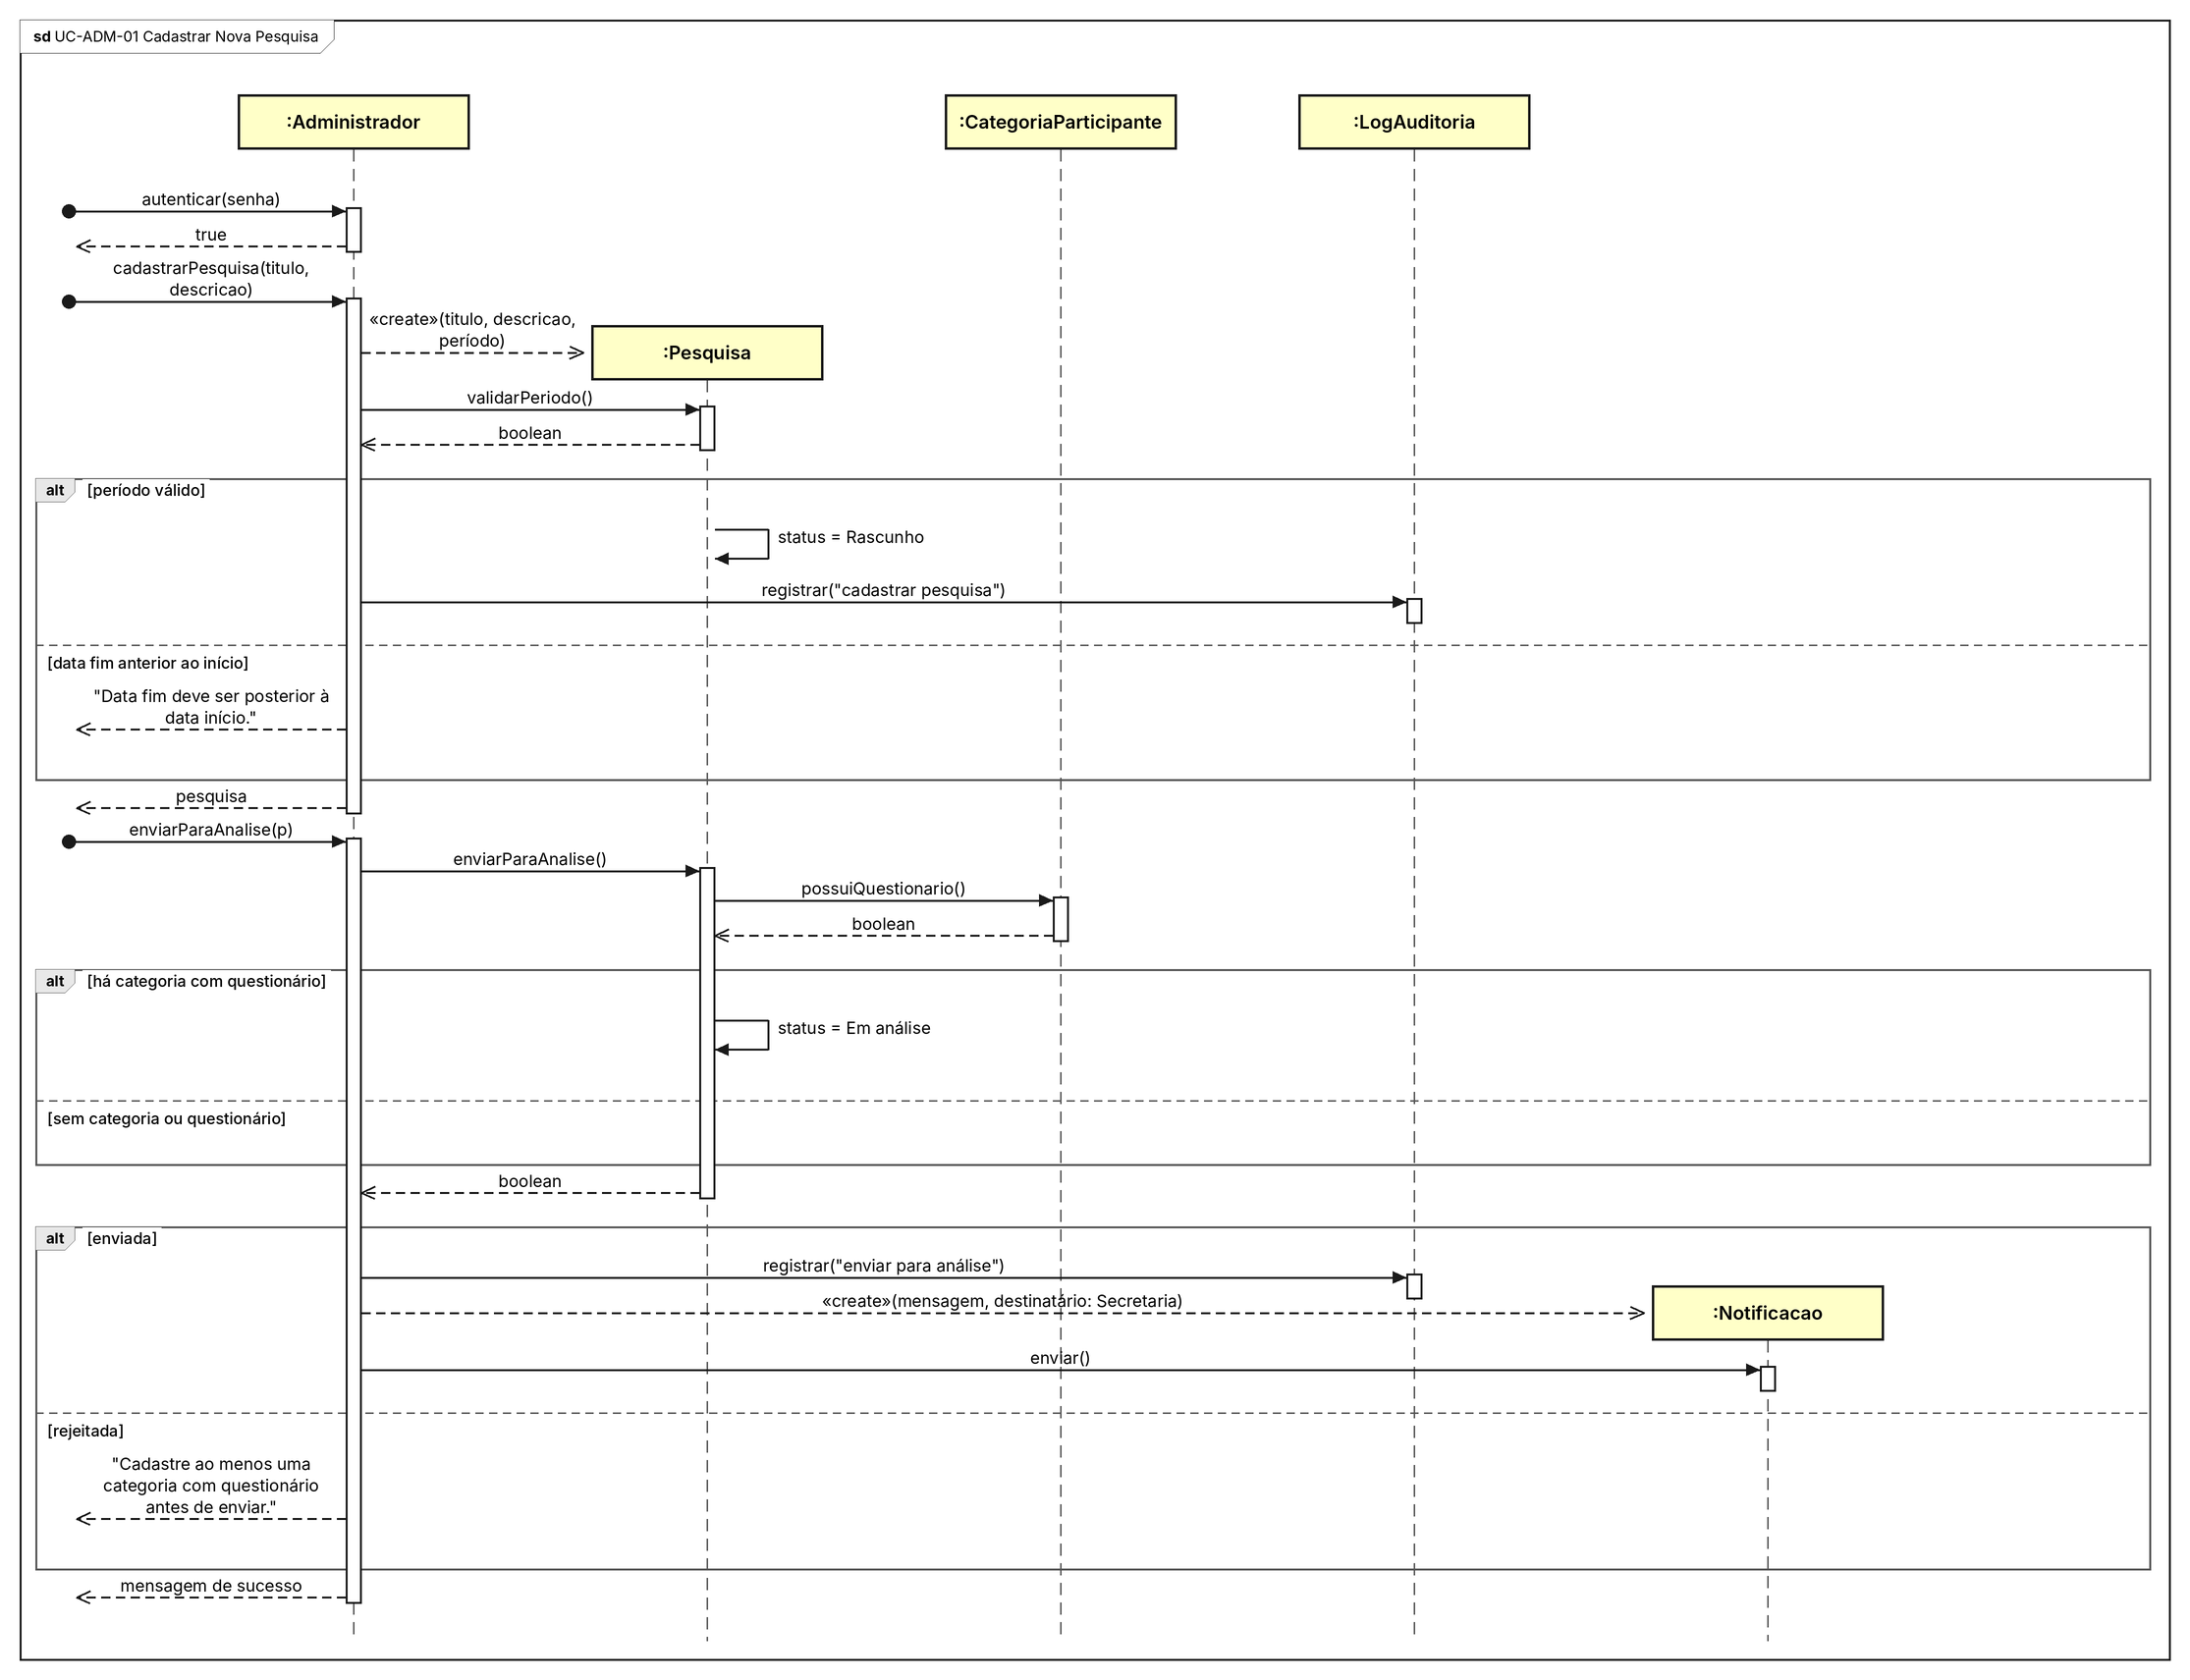 sd UC-ADM-01 Cadastrar Nova Pesquisa
:Administrador
:CategoriaParticipante
:LogAuditoria
autenticar(senha)
true
cadastrarPesquisa(titulo,
descricao)
«create»(titulo, descricao,
período)
:Pesquisa
validarPeriodo()
boolean
alt [período válido]
status = Rascunho
registrar("cadastrar pesquisa")
[data fim anterior ao início]
"Data fim deve ser posterior à
data início."
pesquisa
enviarParaAnalise(p)
enviarParaAnalise()
possuiQuestionario()
boolean
alt [há categoria com questionário]
status = Em análise
[sem categoria ou questionário]
boolean
alt [enviada]
registrar("enviar para análise")
«create»(mensagem, destinatário: Secretaria)
:Notificacao
enviar()
[rejeitada]
"Cadastre ao menos uma
categoria com questionário
antes de enviar."
mensagem de sucesso